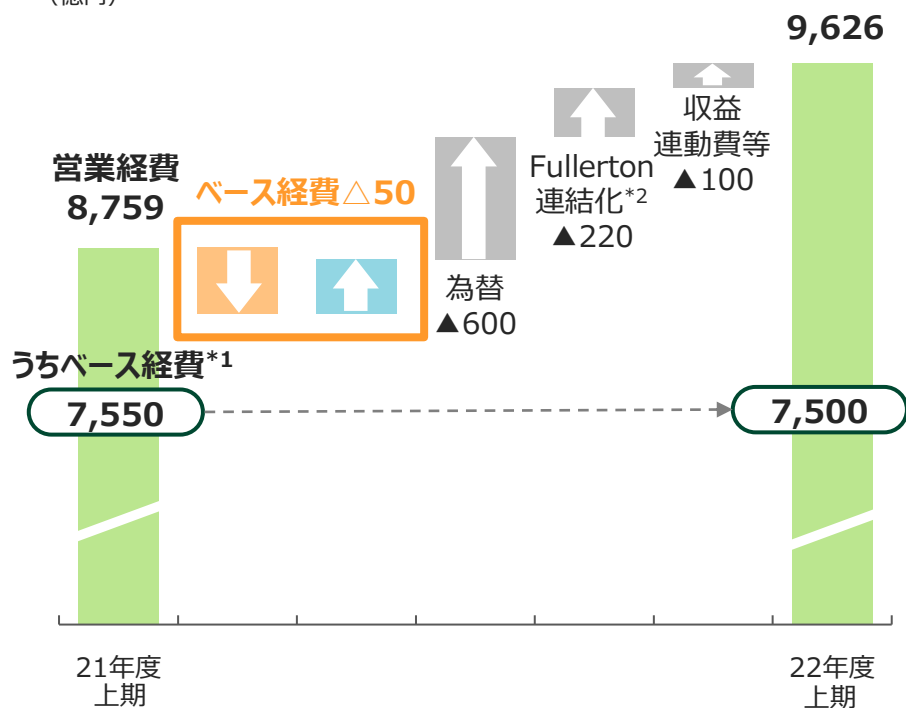 （億円）
9,626
収益
連動費等
▲100
Fullerton
連結化*2
▲220
営業経費
8,759
ベース経費△50
為替
▲600
うちベース経費*1
7,550
7,500
21年度
上期
22年度
上期